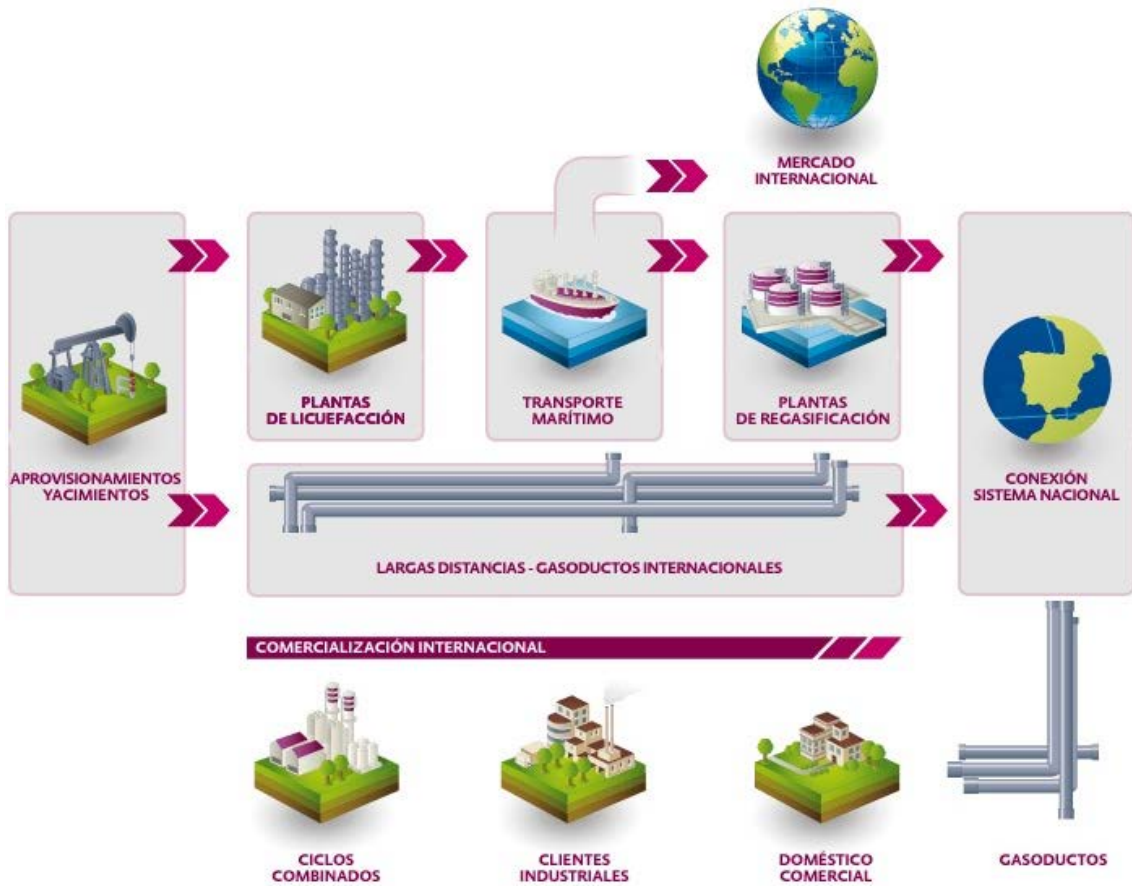 MERCADO
INTERNACIONAL
PLANTAS
DE LICUEFACCIÓN
TRANSPORTE
MARÍTIMO
PLANTAS
DE REGASIFICACIÓN
APROVISIONAMIENTOS
YACIMIENTOS
CONEXIÓN
SISTEMA NACIONAL
LARGAS DISTANCIAS - GASODUCTOS INTERNACIONALES
COMERCIALIZACIÓN INTERNACIONAL
CICLOS
COMBINADOS
CLIENTES
INDUSTRIALES
DOMÉSTICO
COMERCIAL
GASODUCTOS